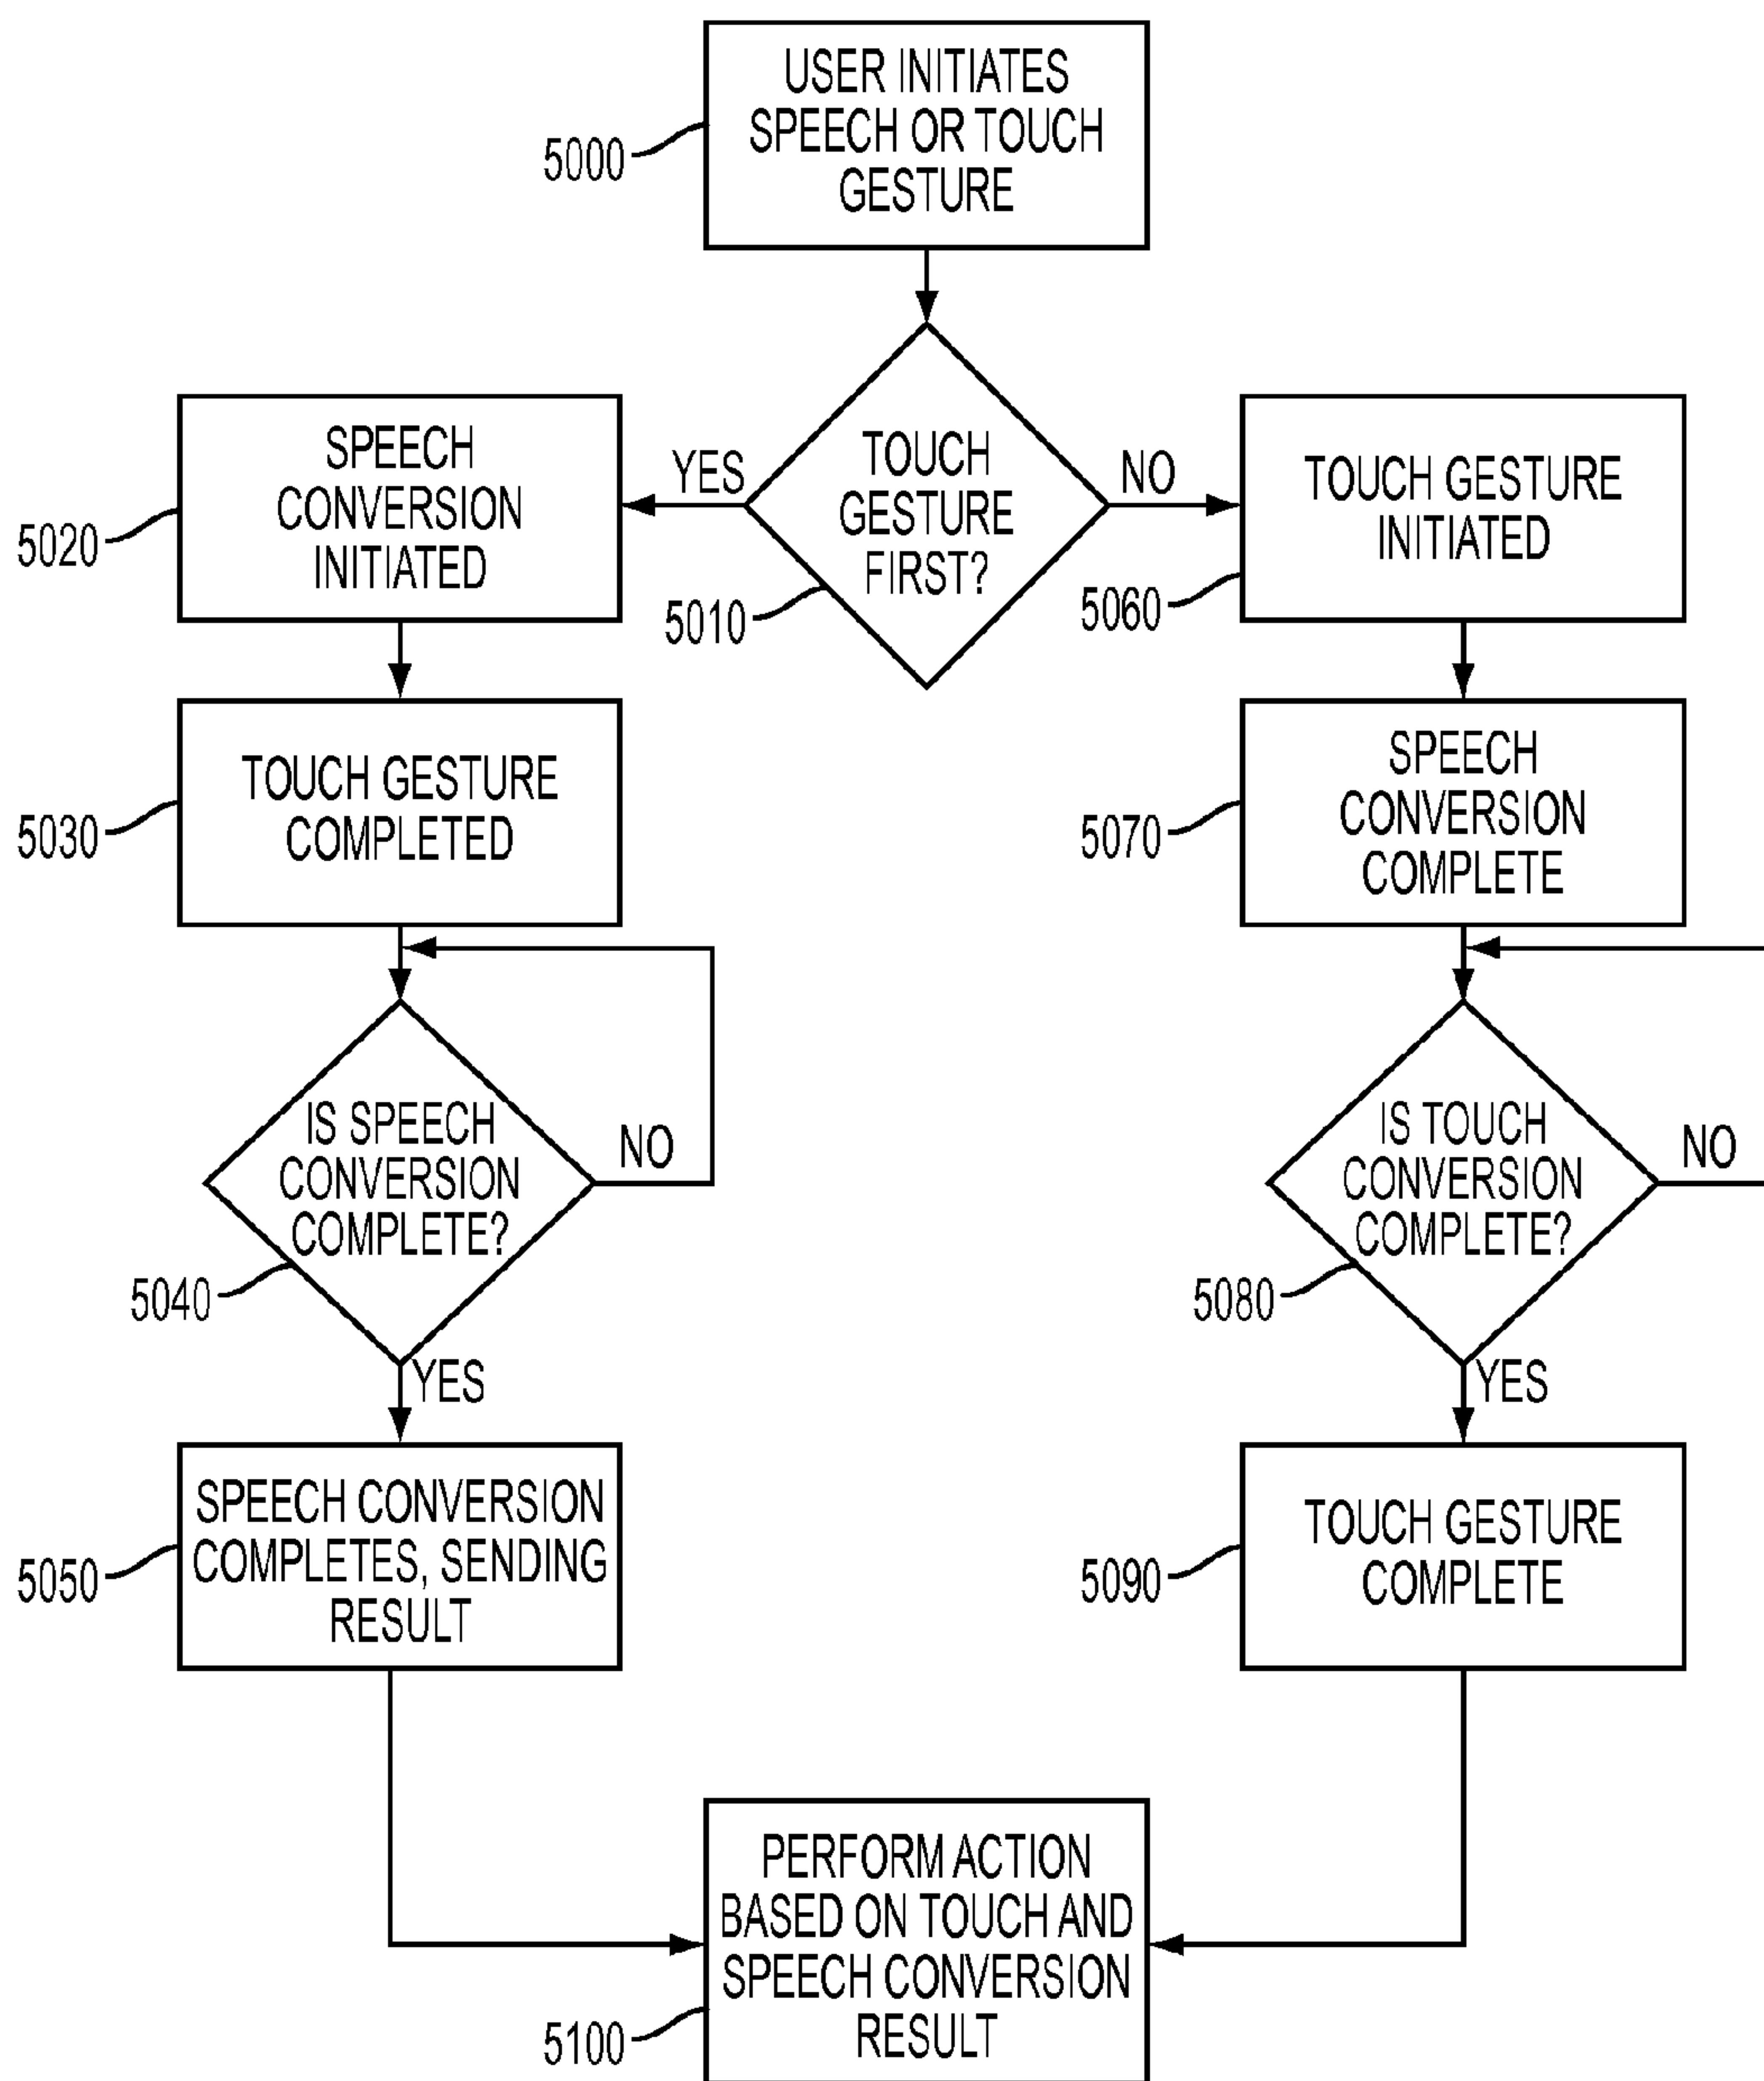 USER INITIATES
SPEECH OR TOUCH
GESTURE
5000
TOUCH
GESTURE
FIRST?
5010
YES
NO
SPEECH
CONVERSION
INITIATED
5020
TOUCH GESTURE
COMPLETED
5030
IS SPEECH
CONVERSION
COMPLETE?
5040
NO
YES
SPEECH CONVERSION
COMPLETES, SENDING
RESULT
5050
TOUCH GESTURE
INITIATED
5060
SPEECH
CONVERSION
COMPLETE
5070
IS TOUCH
CONVERSION
COMPLETE?
5080
NO
YES
TOUCH GESTURE
COMPLETE
5090
PERFORM ACTION
BASED ON TOUCH AND
SPEECH CONVERSION
RESULT
5100